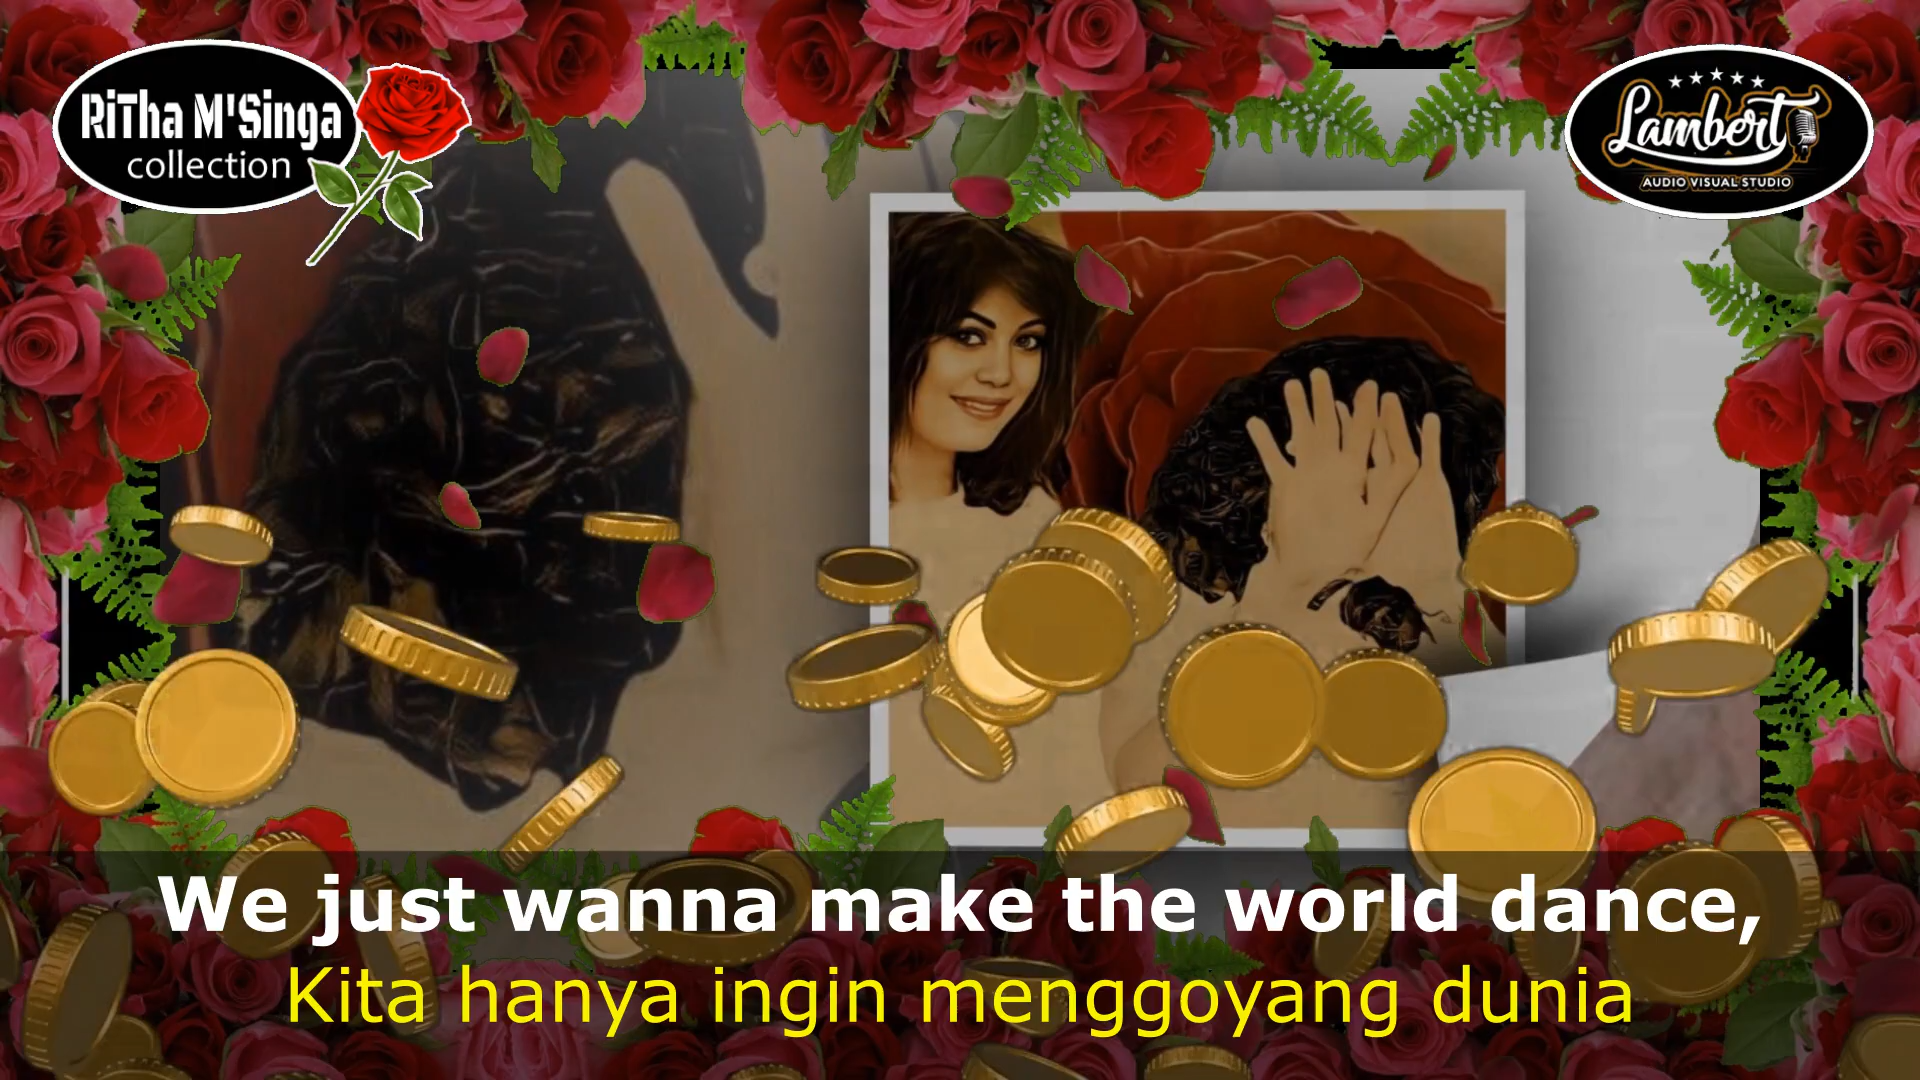 RiTha M'Singa
collection
Lambert
AUDIO VISUAL STUDIO
We just wanna make the world dance,
Kita hanya ingin menggoyang dunia